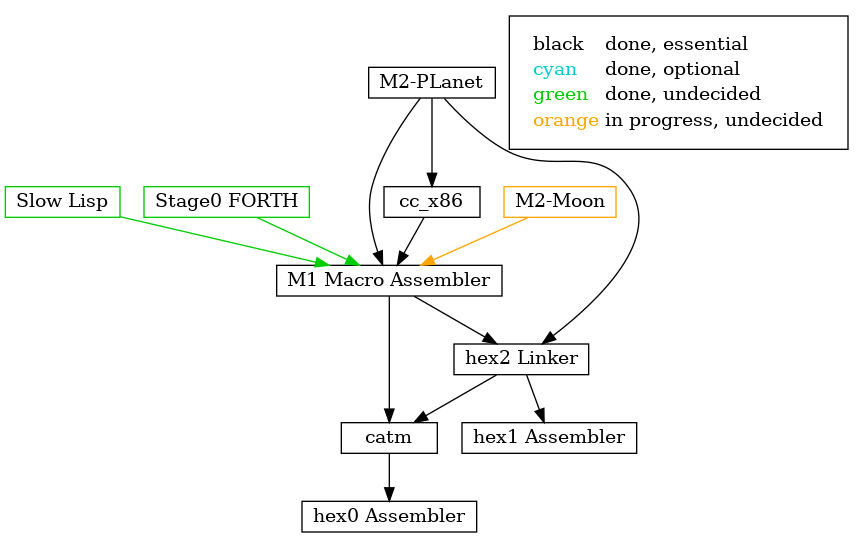 black done, essential
cyan done, optional
green done, undecided
orange in progress, undecided
M2-PLanet
Slow Lisp
Stage0 FORTH
cc_x86
M2-Moon
M1 Macro Assembler
hex2 Linker
catm
hex1 Assembler
hex0 Assembler